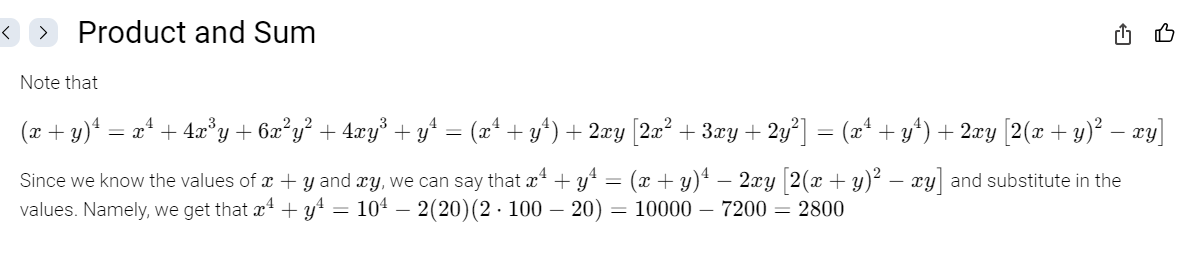 Product and Sum
Note that
(x + y)⁴ = x⁴ + 4x³y + 6x²y² + 4xy³ + y⁴ = (x⁴ + y⁴) + 2xy [2x² + 3xy + 2y²] = (x⁴ + y⁴) + 2xy [2(x + y)² − xy]
Since we know the values of x + y and xy, we can say that x⁴ + y⁴ = (x + y)⁴ − 2xy [2(x + y)² − xy] and substitute in the
values. Namely, we get that x⁴ + y⁴ = 10⁴ − 2(20)(2 · 100 − 20) = 10000 − 7200 = 2800